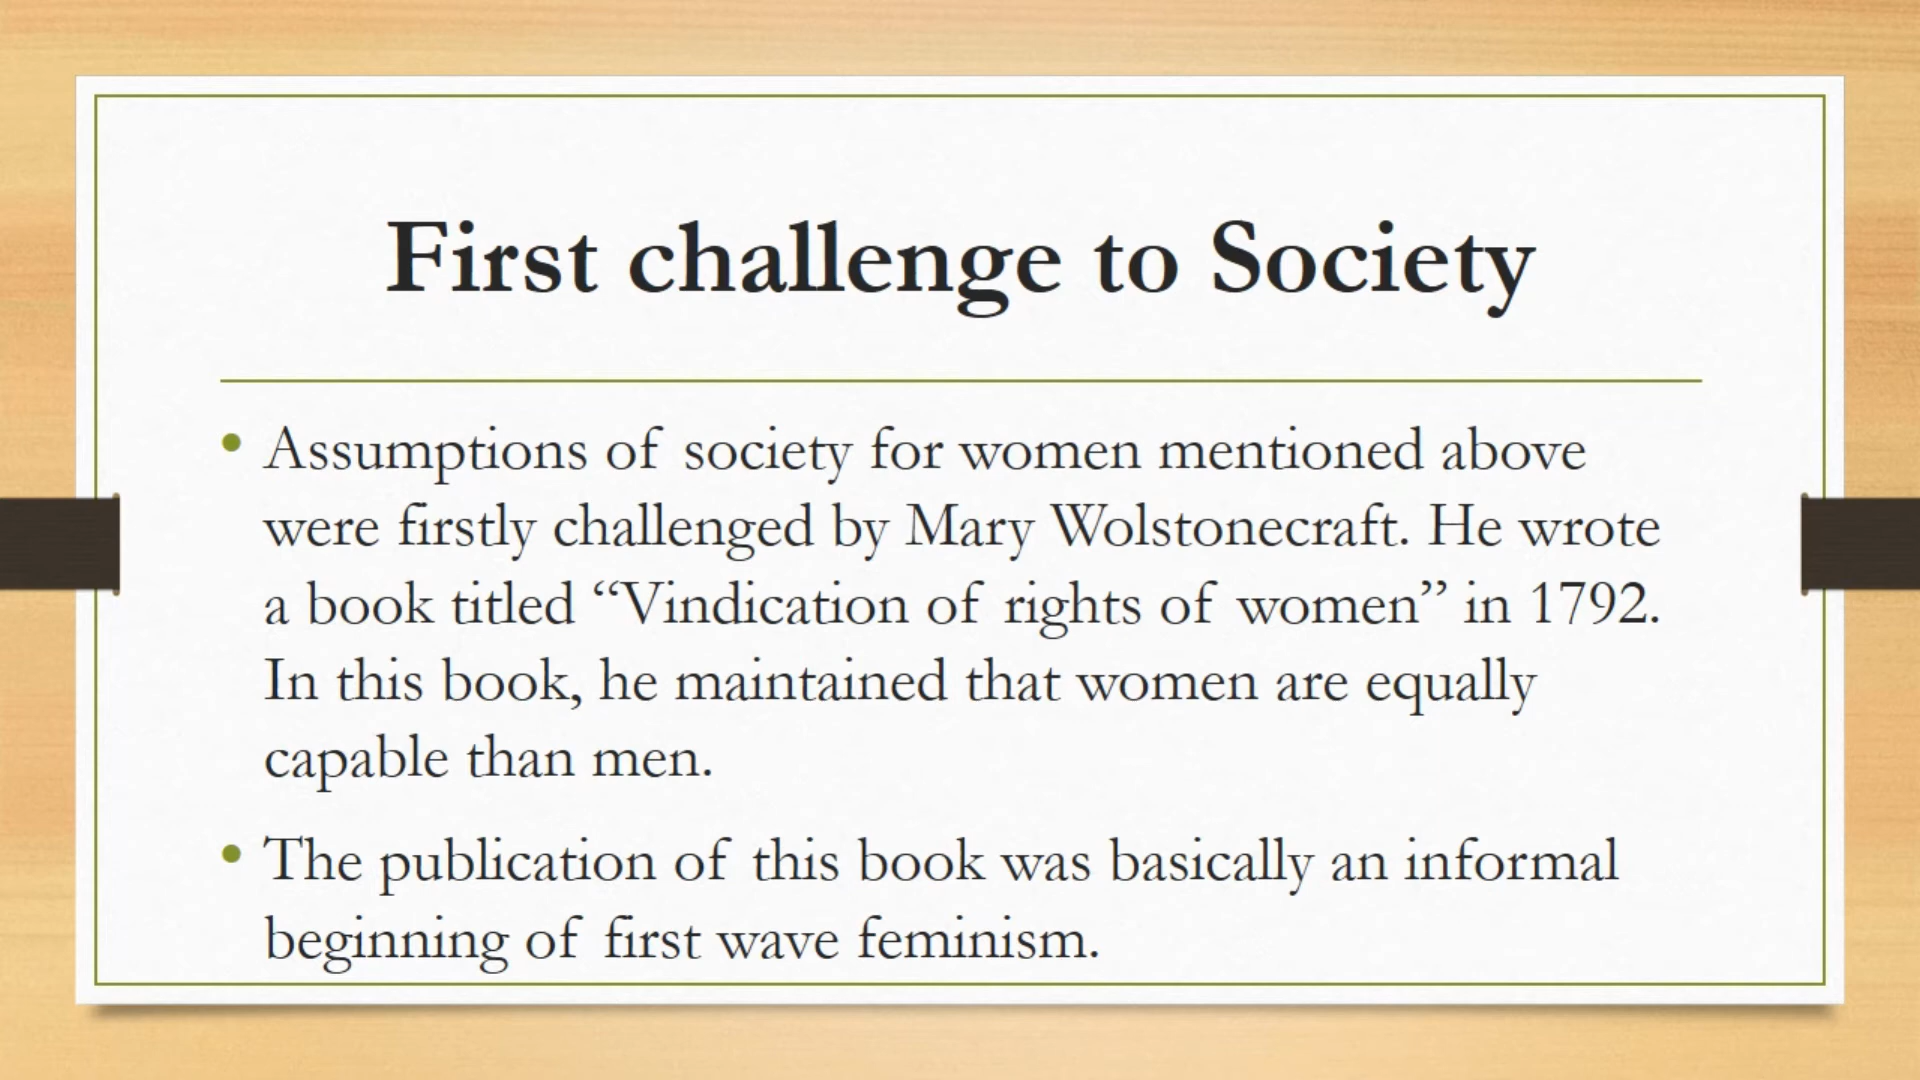 First challenge to Society
• Assumptions of society for women mentioned above
were firstly challenged by Mary Wolstonecraft. He wrote
a book titled “Vindication of rights of women” in 1792.
In this book, he maintained that women are equally
capable than men.
• The publication of this book was basically an informal
beginning of first wave feminism.